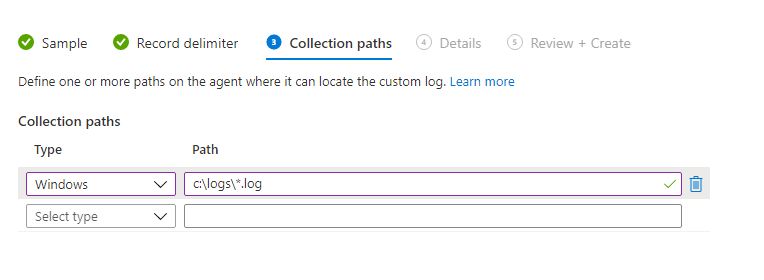 Sample Record delimiter 3 Collection paths 4 Details 5 Review + Create
Define one or more paths on the agent where it can locate the custom log. Learn more
Collection paths
Type Path
Windows c:\logs\*.log
Select type